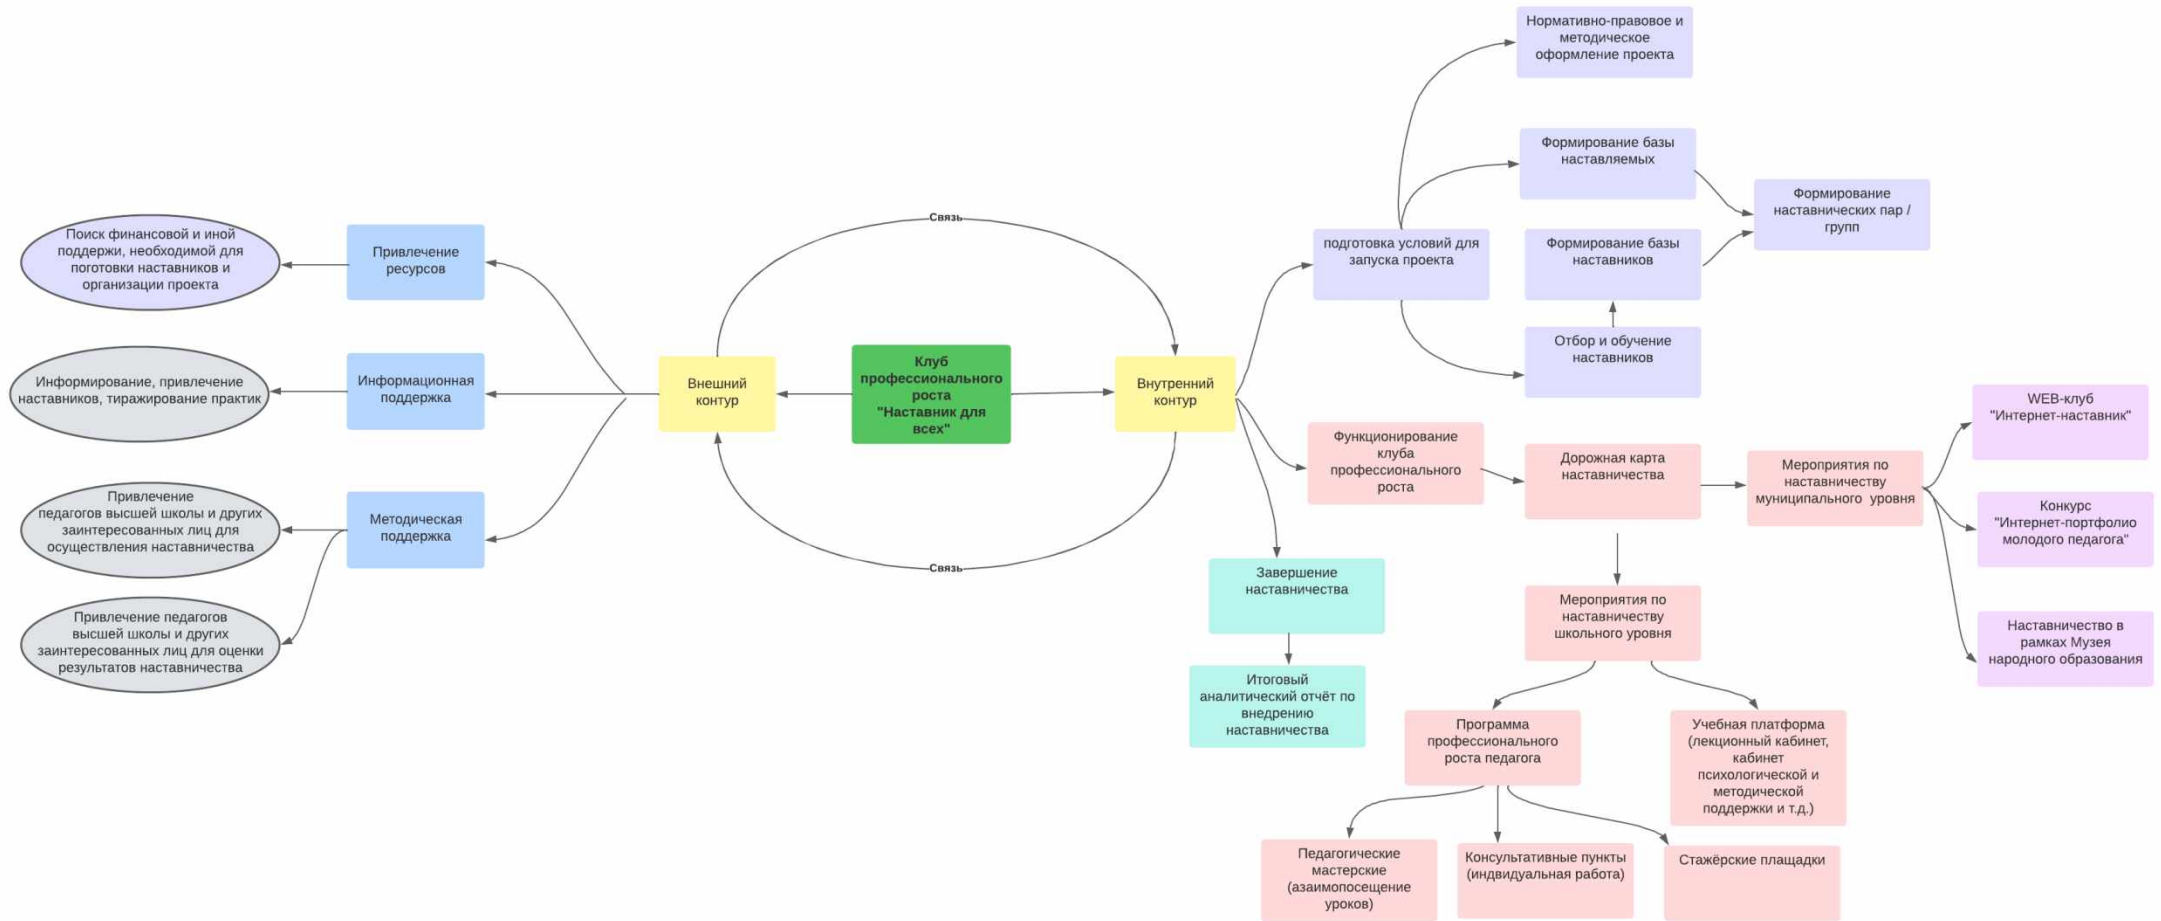 Нормативно-правовое и
методическое
оформление проекта
Формирование базы
наставляемых
Формирование
наставнических пар /
групп
подготовка условий для
запуска проекта
Формирование базы
наставников
Отбор и обучение
наставников
Связь
Поиск финансовой и иной
поддержи, необходимой для
поготовки наставников и
организации проекта
Привлечение
ресурсов
Информирование, привлечение
наставников, тиражирование практик
Информационная
поддержка
Внешний
контур
Клуб
профессионального
роста
"Наставник для
всех"
Внутренний
контур
Привлечение
педагогов высшей школы и других
заинтересованных лиц для
осуществления наставничества
Методическая
поддержка
Привлечение педагогов
высшей школы и других
заинтересованных лиц для оценки
результатов наставничества
Связь
Функционирование
клуба
профессионального
роста
Дорожная карта
наставничества
Мероприятия по
наставничеству
муниципального  уровня
WEB-клуб
"Интернет-наставник"
Конкурс
"Интернет-портфолио
молодого педагога"
Наставничество в
рамках Музея
народного образования
Завершение
наставничества
Итоговый
аналитический отчёт по
внедрению
наставничества
Мероприятия по
наставничеству
школьного уровня
Программа
профессионального
роста педагога
Учебная платформа
(лекционный кабинет,
кабинет
психологической и
методической
поддержки и т.д.)
Педагогические
мастерские
(азаимопосещение
уроков)
Консультативные пункты
(индвидуальная работа)
Стажёрские плащадки